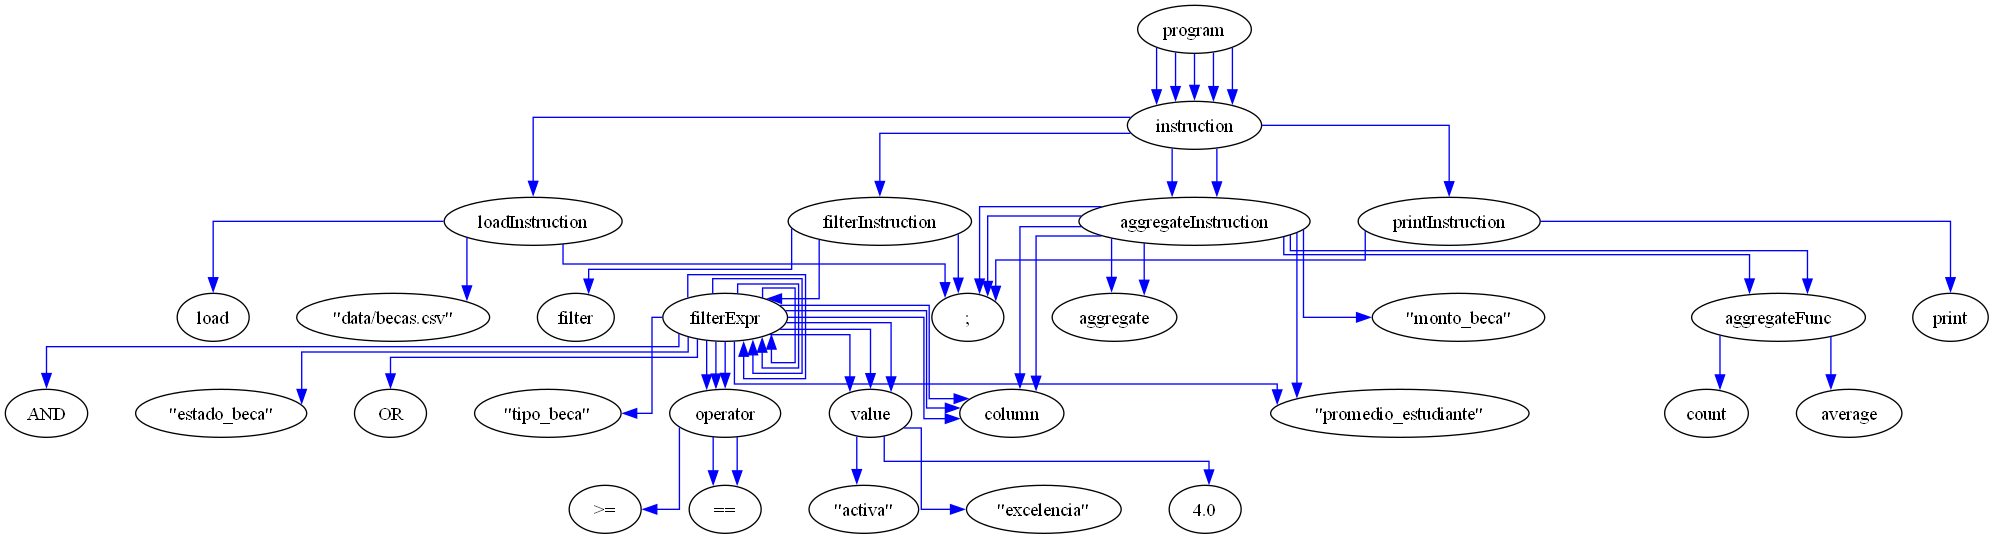 program
instruction
loadInstruction
filterInstruction
aggregateInstruction
printInstruction
load
"data/becas.csv"
filter
filterExpr
;
aggregate
"monto_beca"
aggregateFunc
print
AND
"estado_beca"
OR
"tipo_beca"
operator
value
column
"promedio_estudiante"
count
average
>=
==
"activa"
"excelencia"
4.0